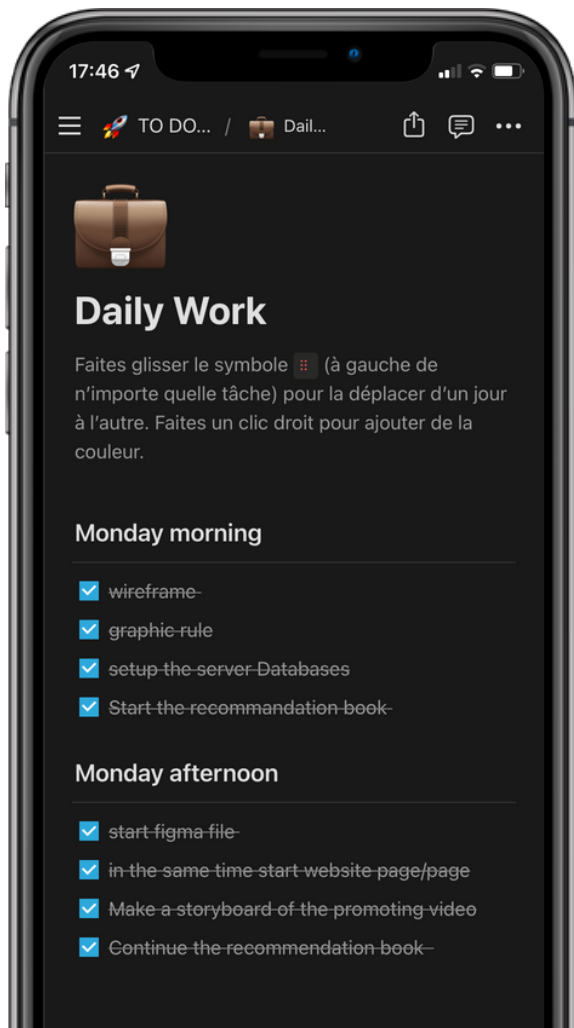 17:46
TO DO... / Dail...
Daily Work
Faites glisser le symbole ⠿ (à gauche de
n’importe quelle tâche) pour la déplacer d’un jour
à l’autre. Faites un clic droit pour ajouter de la
couleur.
Monday morning
wireframe
graphic rule
setup the server Databases
Start the recommandation book
Monday afternoon
start figma file
in the same time start website page/page
Make a storyboard of the promoting video
Continue the recommendation book